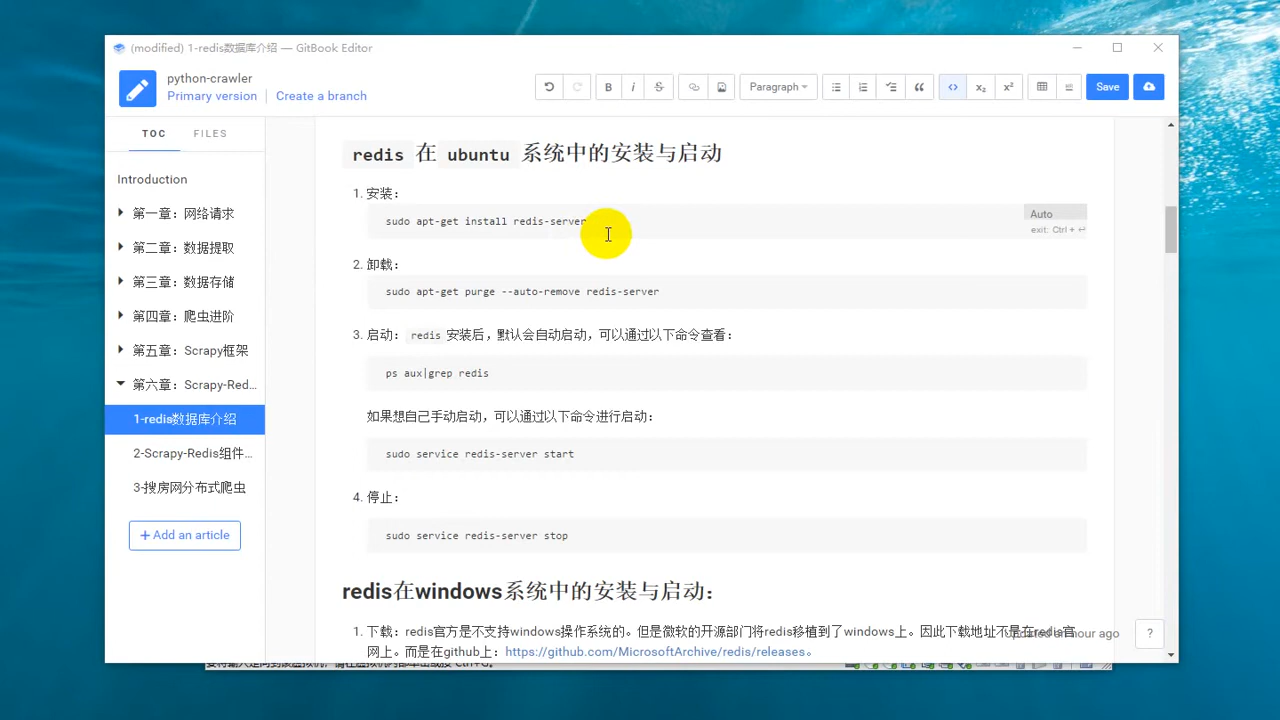 (modified) 1-redis数据库介绍 — GitBook Editor
python-crawler
Primary version
Create a branch
B
i
S
Paragraph
x₂
x²
Save
TOC
FILES
Introduction
第一章：网络请求
第二章：数据提取
第三章：数据存储
第四章：爬虫进阶
第五章：Scrapy框架
第六章：Scrapy-Red...
1-redis数据库介绍
2-Scrapy-Redis组件...
3-搜房网分布式爬虫
+ Add an article
redis 在 ubuntu 系统中的安装与启动
1. 安装：
sudo apt-get install redis-server
Auto
exit: Ctrl + ↵
2. 卸载：
sudo apt-get purge --auto-remove redis-server
3. 启动： redis 安装后，默认会自动启动，可以通过以下命令查看：
ps aux|grep redis
如果想自己手动启动，可以通过以下命令进行启动：
sudo service redis-server start
4. 停止：
sudo service redis-server stop
redis在windows系统中的安装与启动：
1. 下载：redis官方是不支持windows操作系统的。但是微软的开源部门将redis移植到了windows上。因此下载地址不是在redis官
网上。而是在github上：https://github.com/MicrosoftArchive/redis/releases。
hour ago
?